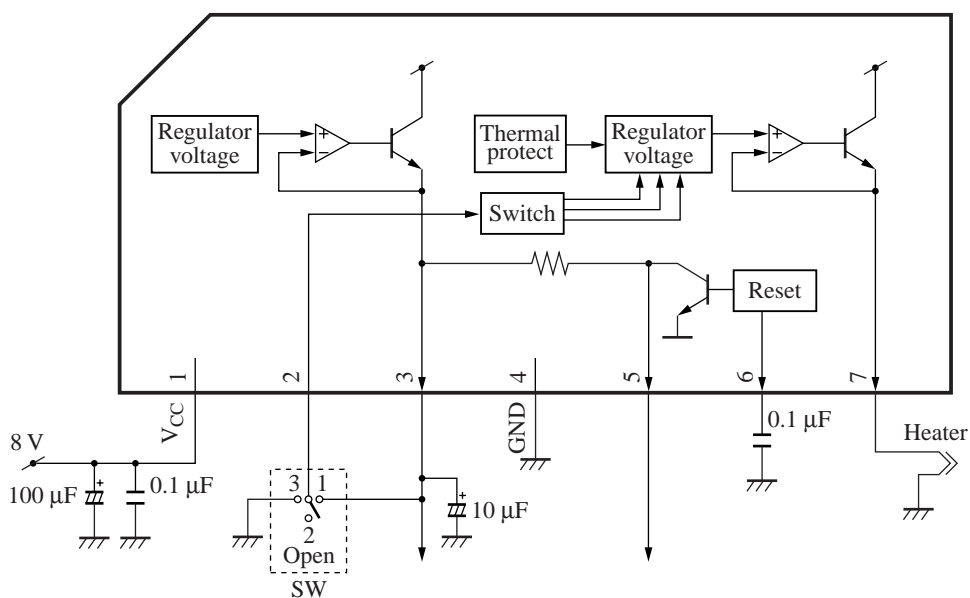 Regulator
voltage
+
−
Thermal
protect
Regulator
voltage
+
−
Switch
Reset
1
2
3
4
5
6
7
VCC
GND
8 V
100 µF
+
0.1 µF
3 1
2
Open
SW
+
10 µF
0.1 µF
Heater